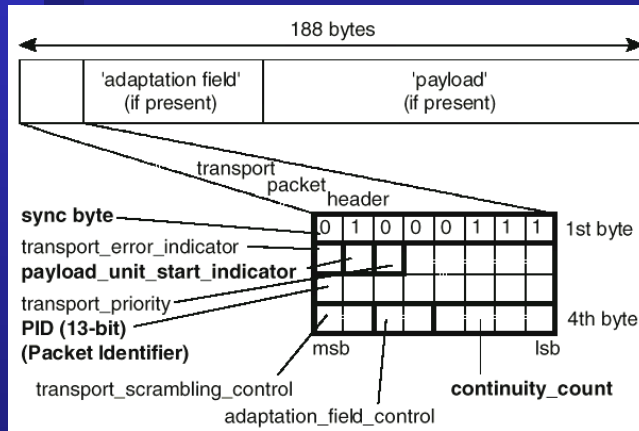 188 bytes
'adaptation field'
(if present)
'payload'
(if present)
transport
packet
header
sync byte
0 1 0 0 0 1 1 1
1st byte
transport_error_indicator
payload_unit_start_indicator
transport_priority
PID (13-bit)
(Packet Identifier)
4th byte
msb
lsb
transport_scrambling_control
continuity_count
adaptation_field_control